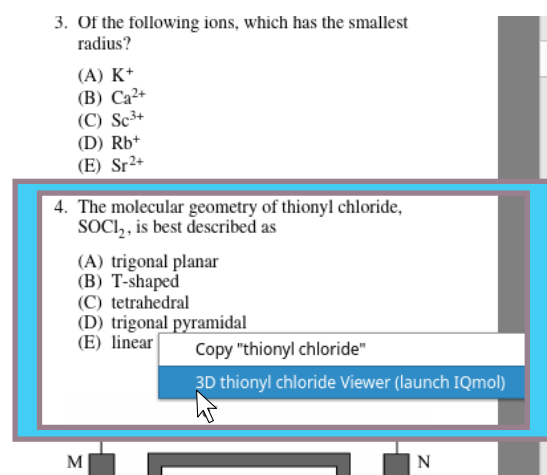 3. Of the following ions, which has the smallest
radius?
(A) K⁺
(B) Ca²⁺
(C) Sc³⁺
(D) Rb⁺
(E) Sr²⁺
4. The molecular geometry of thionyl chloride,
SOCl₂, is best described as
(A) trigonal planar
(B) T-shaped
(C) tetrahedral
(D) trigonal pyramidal
(E) linear
Copy "thionyl chloride"
3D thionyl chloride Viewer (launch IQmol)
M N